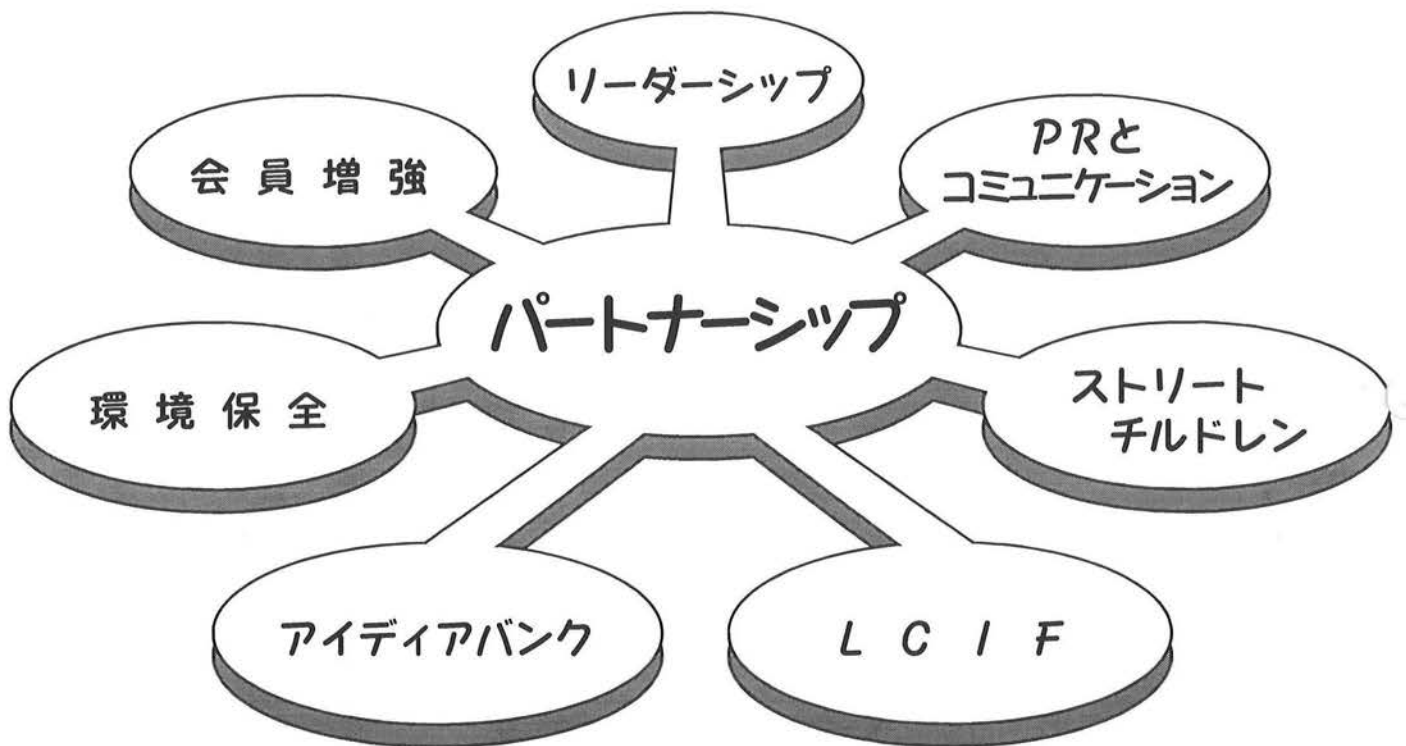 リーダーシップ
PRと
コミュニケーション
会員増強
パートナーシップ
ストリート
チルドレン
環境保全
アイディアバンク
LCIF